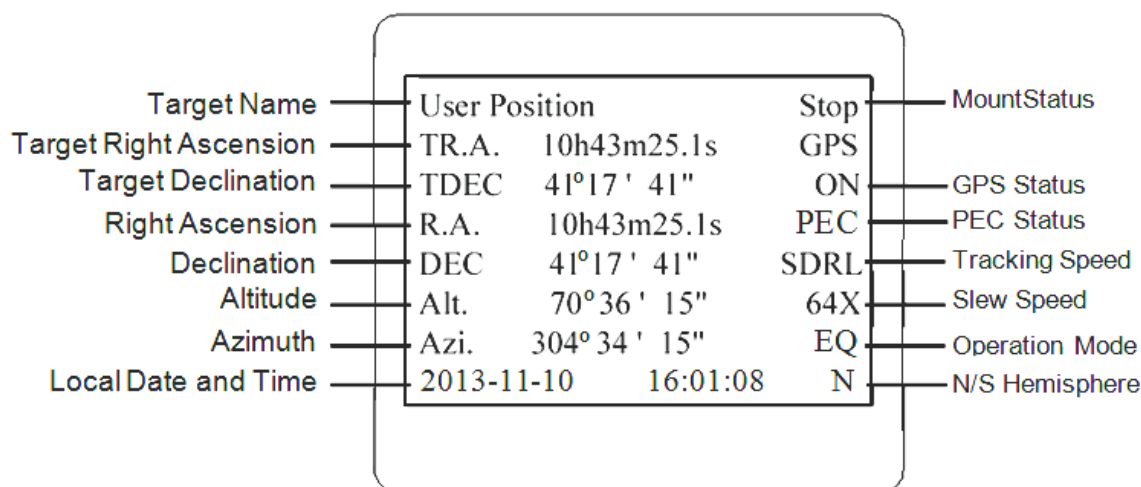 Target Name User Position Stop MountStatus
Target Right Ascension TR.A. 10h43m25.1s GPS
Target Declination TDEC 41º17 ' 41" ON GPS Status
Right Ascension R.A. 10h43m25.1s PEC PEC Status
Declination DEC 41º17 ' 41" SDRL Tracking Speed
Altitude Alt. 70º36 ' 15" 64X Slew Speed
Azimuth Azi. 304º34 ' 15" EQ Operation Mode
Local Date and Time 2013-11-10 16:01:08 N N/S Hemisphere